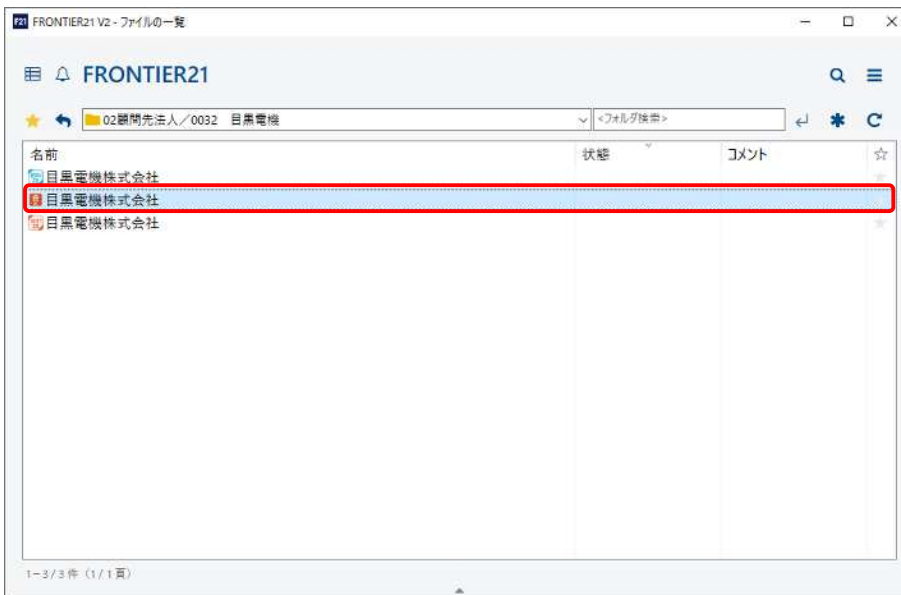 F21 FRONTIER21 V2 - ファイルの一覧
FRONTIER21
02顧問先法人／0032　目黒電機 <フォルダ検索>
名前 状態 コメント
目黒電機株式会社
目黒電機株式会社
目黒電機株式会社
1-3/3件（1/1頁）